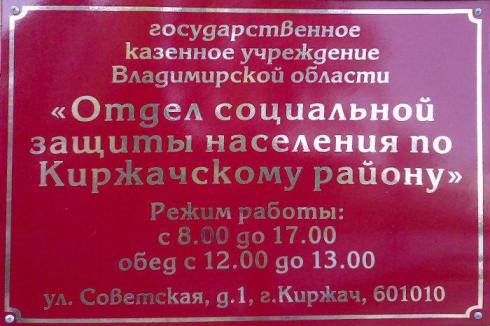 государственное
казенное учреждение
Владимирской области
«Отдел социальной
защиты населения по
Киржачскому району»
Режим работы:
с 8.00 до 17.00
обед с 12.00 до 13.00
ул. Советская, д.1, г.Киржач, 601010